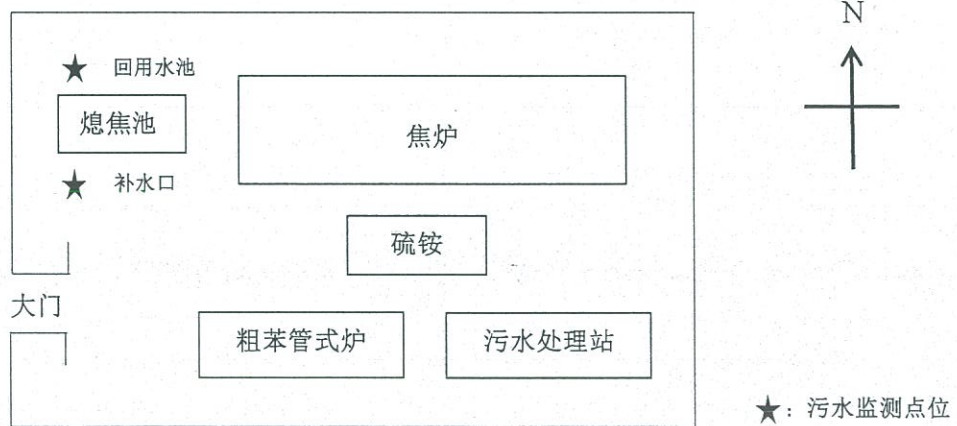 N
回用水池
熄焦池
焦炉
补水口
硫铵
大门
粗苯管式炉
污水处理站
★：污水监测点位